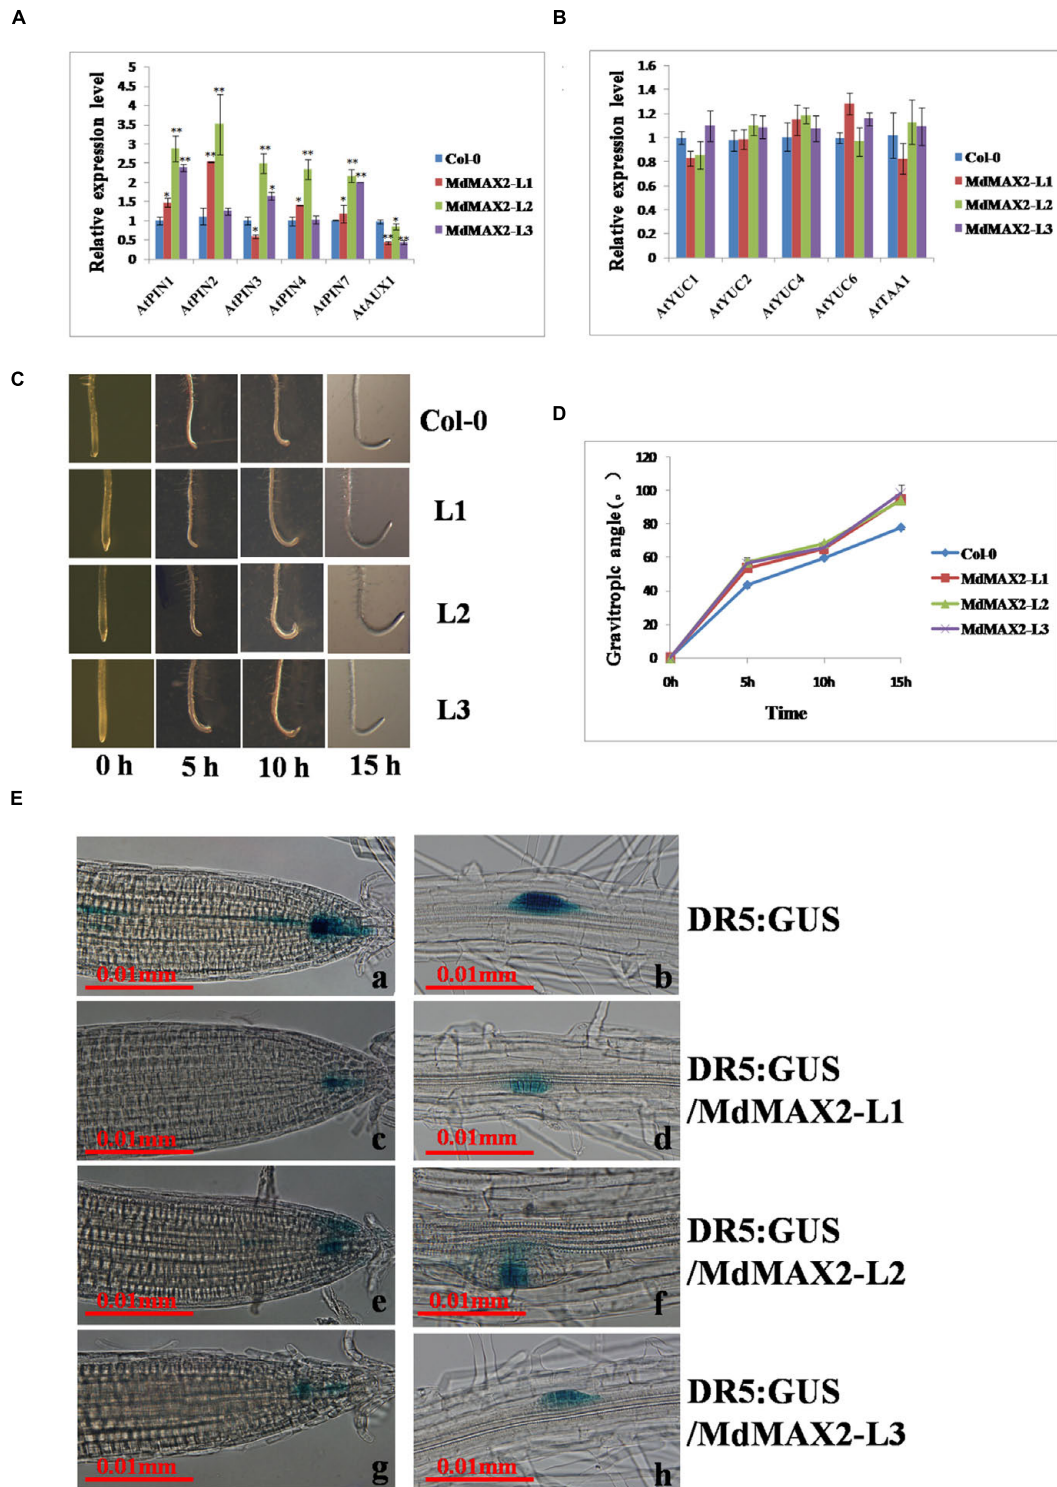 A
B
Relative expression level
5
4.5
4
3.5
3
2.5
2
1.5
1
0.5
0
** ** ** ** ** ** ** ** * * * * * * ** * **
AtPIN1 AtPIN2 AtPIN3 AtPIN4 AtPIN7 AtAUX1
Col-0
MdMAX2-L1
MdMAX2-L2
MdMAX2-L3
Relative expression level
1.6
1.4
1.2
1
0.8
0.6
0.4
0.2
0
AtYUC1 AtYUC2 AtYUC4 AtYUC6 AtTAA1
Col-0
MdMAX2-L1
MdMAX2-L2
MdMAX2-L3
C
Col-0
L1
L2
L3
0 h 5 h 10 h 15 h
D
Gravitropic angle(。)
120
100
80
60
40
20
0
0h 5h 10h 15h
Time
Col-0
MdMAX2-L1
MdMAX2-L2
MdMAX2-L3
E
0.01mm a
0.01mm b
DR5:GUS
0.01mm c
0.01mm d
DR5:GUS
/MdMAX2-L1
0.01mm e
0.01mm f
DR5:GUS
/MdMAX2-L2
0.01mm g
0.01mm h
DR5:GUS
/MdMAX2-L3